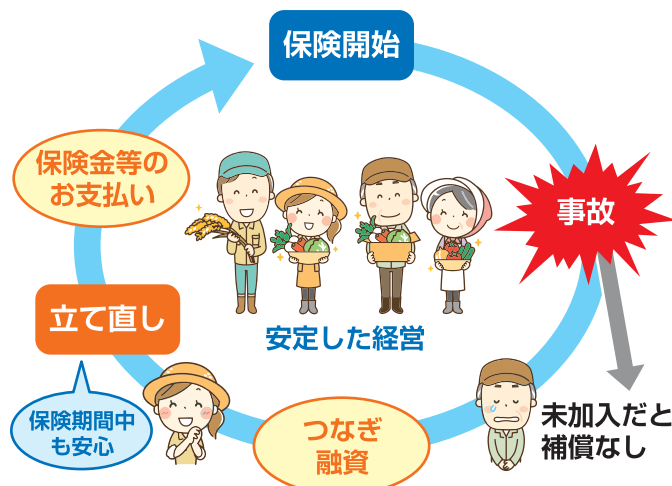 保険開始
事故
未加入だと
補償なし
つなぎ
融資
立て直し
保険期間中
も安心
保険金等の
お支払い
安定した経営